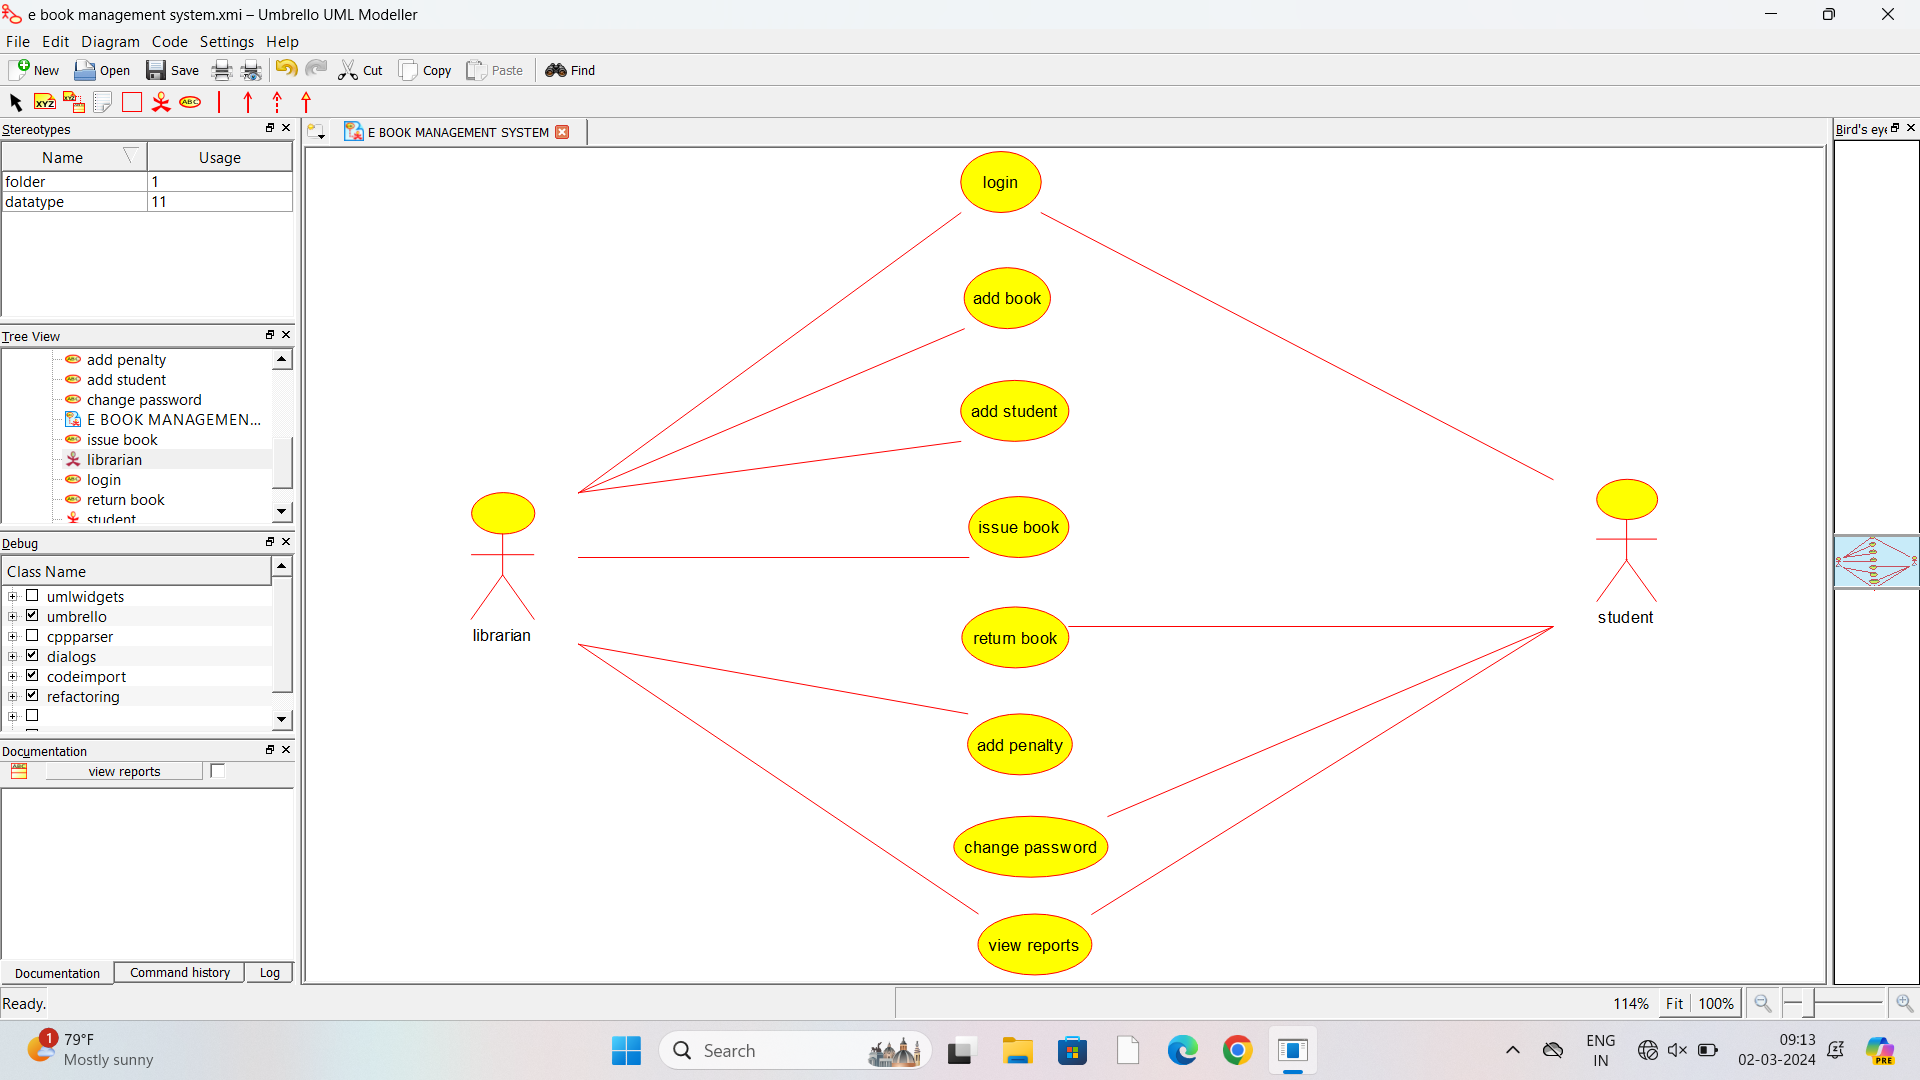 e book management system.xmi – Umbrello UML Modeller
File Edit Diagram Code Settings Help
New Open Save Cut Copy Paste Find
XYZ XYZ ABC
Stereotypes
Name Usage
folder 1
datatype 11
Tree View
add penalty
add student
change password
E BOOK MANAGEMEN...
issue book
librarian
login
return book
student
Debug
Class Name
umlwidgets
umbrello
cppparser
dialogs
codeimport
refactoring
Documentation
view reports
Documentation Command history Log
E BOOK MANAGEMENT SYSTEM
login
add book
add student
issue book
return book
add penalty
change password
view reports
librarian
student
Bird's eye
Ready.
114% Fit 100%
1
79°F
Mostly sunny
Search
ENG
IN
09:13
02-03-2024
PRE